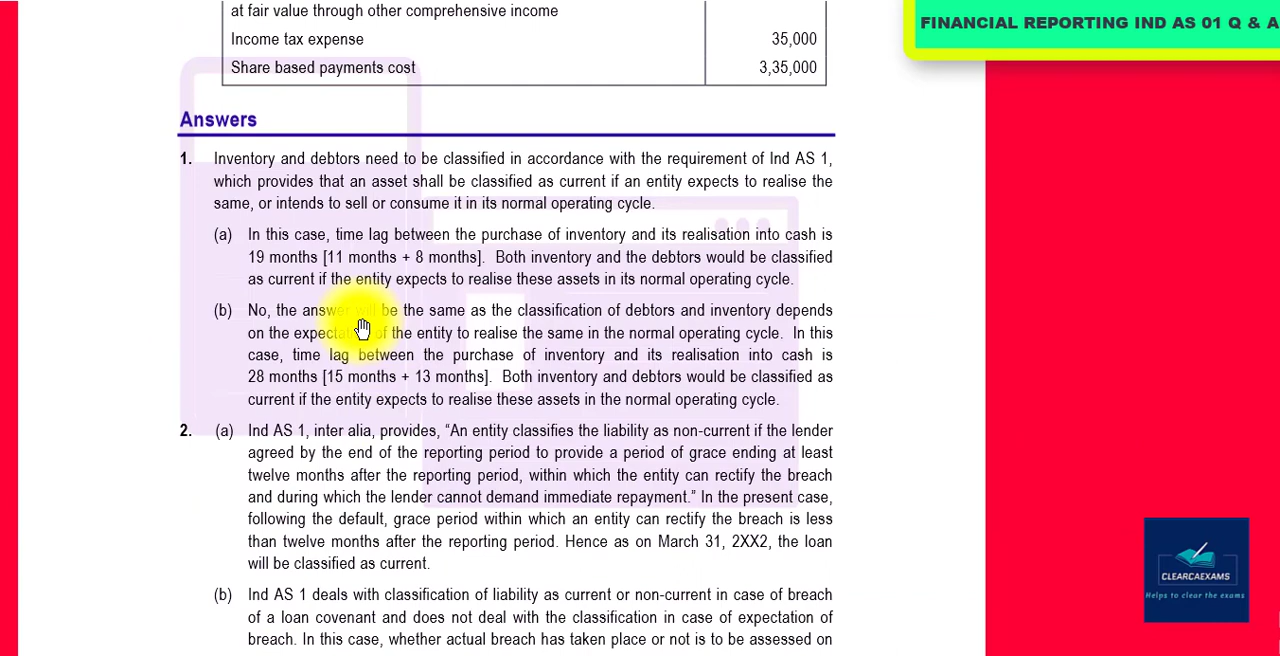 at fair value through other comprehensive income
Income tax expense 35,000
Share based payments cost 3,35,000
FINANCIAL REPORTING IND AS 01 Q & A
Answers
1. Inventory and debtors need to be classified in accordance with the requirement of Ind AS 1,
which provides that an asset shall be classified as current if an entity expects to realise the
same, or intends to sell or consume it in its normal operating cycle.
(a) In this case, time lag between the purchase of inventory and its realisation into cash is
19 months [11 months + 8 months]. Both inventory and the debtors would be classified
as current if the entity expects to realise these assets in its normal operating cycle.
(b) No, the answer will be the same as the classification of debtors and inventory depends
on the expectation of the entity to realise the same in the normal operating cycle. In this
case, time lag between the purchase of inventory and its realisation into cash is
28 months [15 months + 13 months]. Both inventory and debtors would be classified as
current if the entity expects to realise these assets in the normal operating cycle.
2. (a) Ind AS 1, inter alia, provides, “An entity classifies the liability as non-current if the lender
agreed by the end of the reporting period to provide a period of grace ending at least
twelve months after the reporting period, within which the entity can rectify the breach
and during which the lender cannot demand immediate repayment.” In the present case,
following the default, grace period within which an entity can rectify the breach is less
than twelve months after the reporting period. Hence as on March 31, 2XX2, the loan
will be classified as current.
(b) Ind AS 1 deals with classification of liability as current or non-current in case of breach
of a loan covenant and does not deal with the classification in case of expectation of
breach. In this case, whether actual breach has taken place or not is to be assessed on
CLEARCAEXAMS
Helps to clear the exams